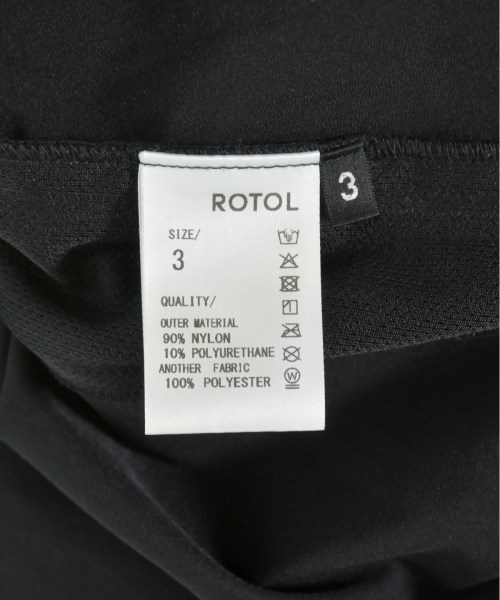 ROTOL
3
SIZE/
3
QUALITY/
OUTER MATERIAL
90% NYLON
10% POLYURETHANE
ANOTHER FABRIC
100% POLYESTER
W